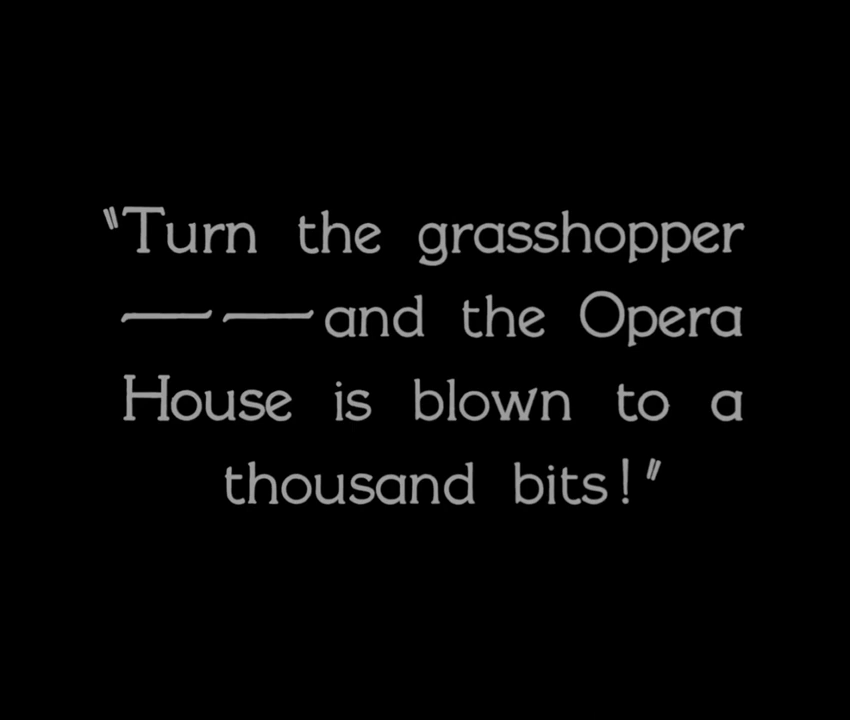 "Turn the grasshopper
——and the Opera
House is blown to a
thousand bits!"